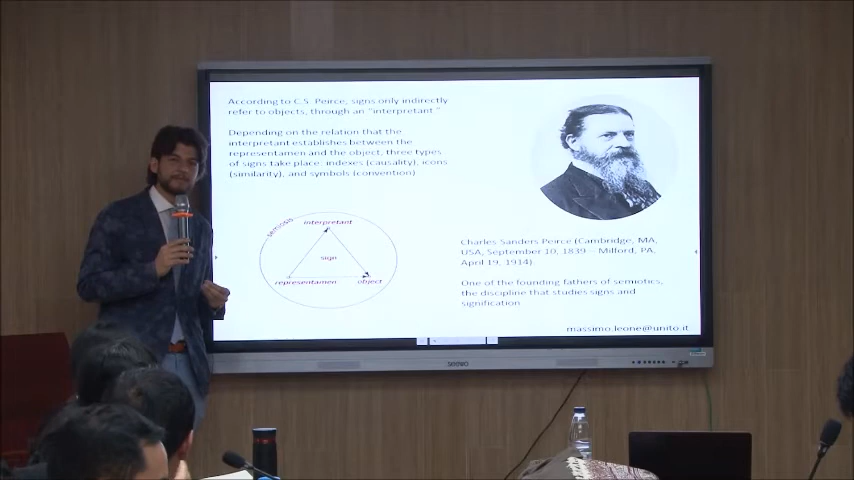 According to C.S. Peirce, signs only indirectly
refer to objects, through an "interpretant."
Depending on the relation that the
interpretant establishes between the
representamen and the object, three types
of signs take place: indexes (causality), icons
(similarity), and symbols (convention)
semiosis
interpretant
sign
representamen
object
Charles Sanders Peirce (Cambridge, MA,
USA, September 10, 1839 – Milford, PA,
April 19, 1914)
One of the founding fathers of semiotics,
the discipline that studies signs and
signification
massimo.leone@unito.it